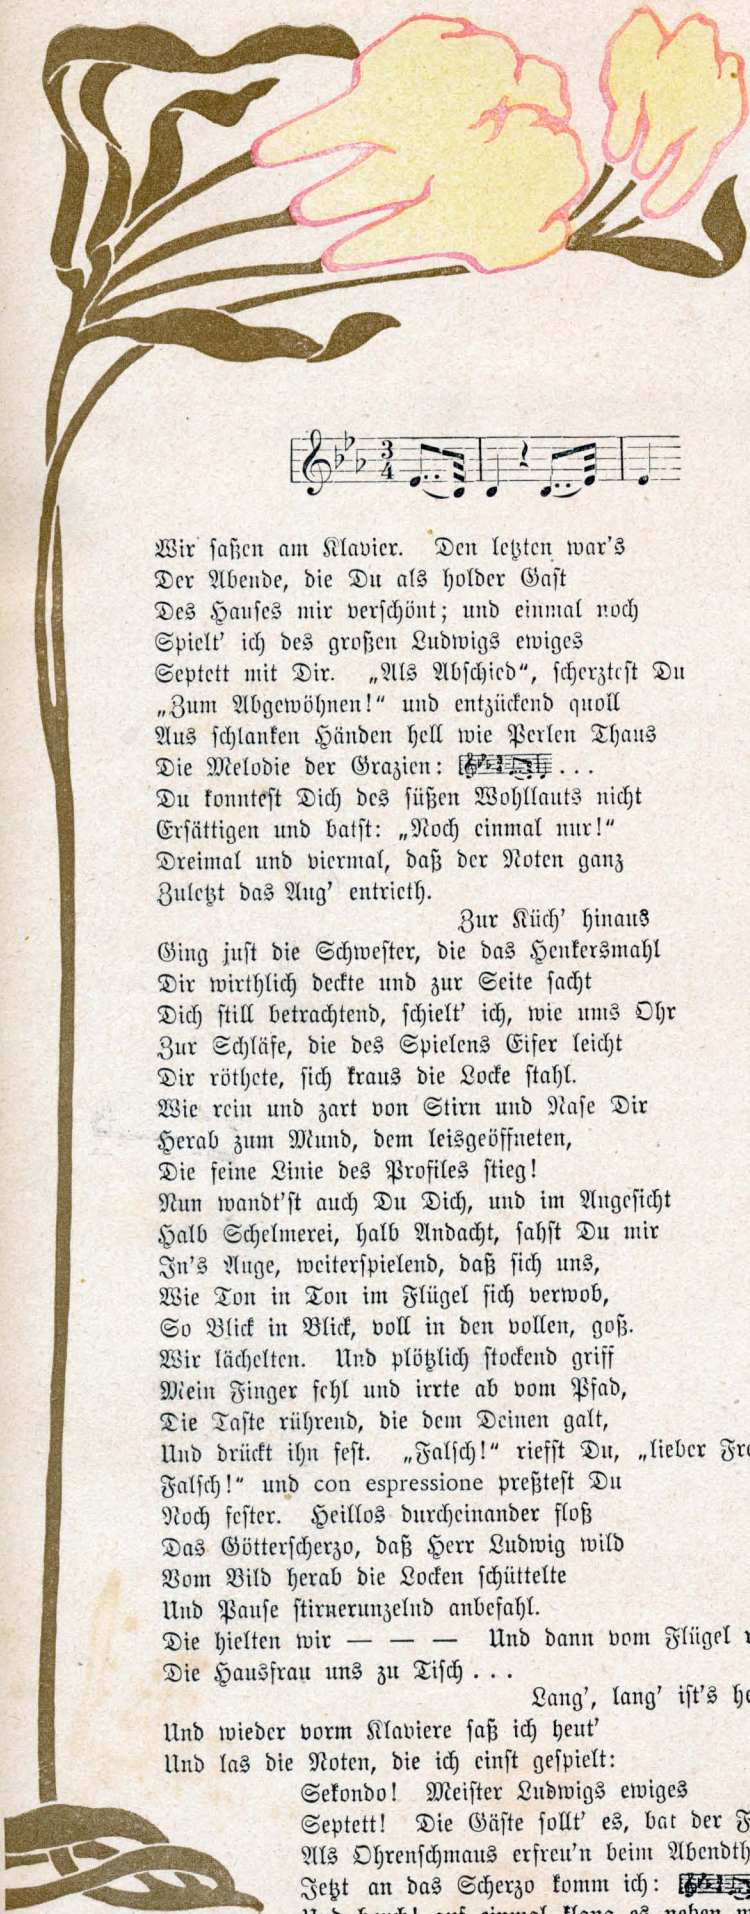 Wir saßen am Klavier. Den letzten war's
Der Abende, die Du als holder Gast
Des Hauses mir verschönt; und einmal noch
Spielt' ich des großen Ludwigs ewiges
Septett mit Dir. „Als Abschied“, scherztest Du
„Zum Abgewöhnen!“ und entzückend quoll
Aus schlanken Händen hell wie Perlen Thaus
Die Melodie der Grazien: ...
Du konntest Dich des süßen Wohllauts nicht
Ersättigen und batst: „Noch einmal nur!“
Dreimal und viermal, daß der Noten ganz
Zuletzt das Aug' entrieth.
Zur Küch' hinaus
Ging just die Schwester, die das Henkersmahl
Dir wirthlich deckte und zur Seite sacht
Dich still betrachtend, schielt' ich, wie ums Ohr
Zur Schläfe, die des Spielens Eifer leicht
Dir röthete, sich kraus die Locke stahl.
Wie rein und zart von Stirn und Nase Dir
Herab zum Mund, dem leisgeöffneten,
Die feine Linie des Profiles stieg!
Nun wandt'st auch Du Dich, und im Angesicht
Halb Schelmerei, halb Andacht, sahst Du mir
In's Auge, weiterspielend, daß sich uns,
Wie Ton in Ton im Flügel sich verwob,
So Blick in Blick, voll in den vollen, goß.
Wir lächelten. Und plötzlich stockend griff
Mein Finger fehl und irrte ab vom Pfad,
Die Taste rührend, die dem Deinen galt,
Und drückt ihn fest. „Falsch!“ riefst Du, „lieber
Falsch!“ und con espressione preßtest Du
Noch fester. Heillos durcheinander floß
Das Götterscherzo, daß Herr Ludwig wild
Vom Bild herab die Locken schüttelte
Und Pause stirnerunzelnd anbefahl.
Die hielten wir — — — Und dann vom Flügel
Die Hausfrau uns zu Tisch ...
Lang', lang' ist's
Und wieder vorm Klaviere saß ich heut'
Und las die Noten, die ich einst gespielt:
Sekondo! Meister Ludwigs ewiges
Septett! Die Gäste sollt' es, bat der
Als Ohrenschmaus erfreu'n beim
Jetzt an das Scherzo komm ich: